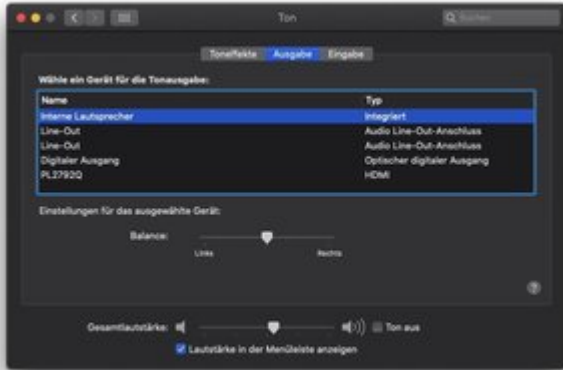 Ton
Suchen
Toneffekte Ausgabe Eingabe
Wähle ein Gerät für die Tonausgabe:
Name Typ
Interne Lautsprecher Integriert
Line-Out Audio Line-Out-Anschluss
Line-Out Audio Line-Out-Anschluss
Digitaler Ausgang Optischer digitaler Ausgang
PL2792Q HDMI
Einstellungen für das ausgewählte Gerät:
Balance:
Links Rechts
?
Gesamtlautstärke: Ton aus
Lautstärke in der Menüleiste anzeigen